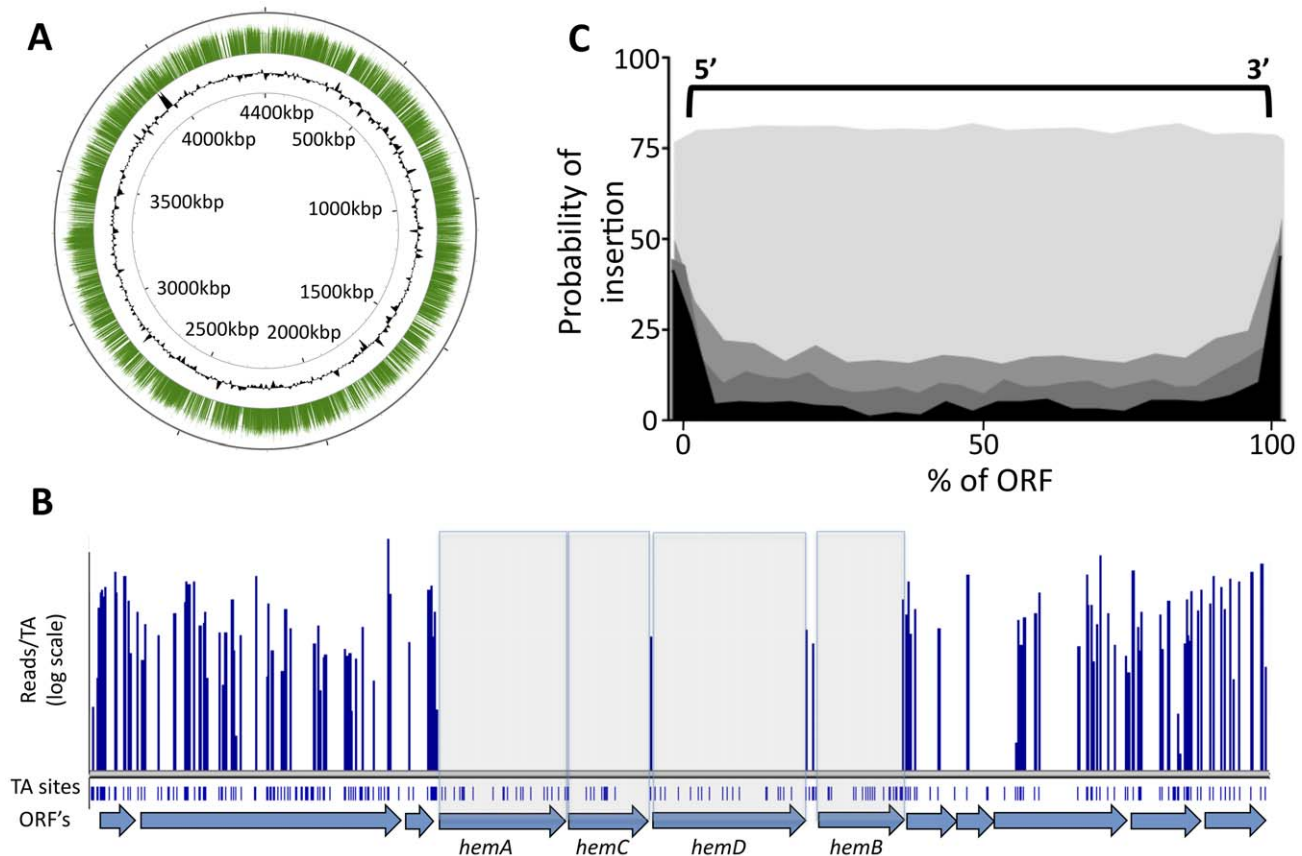 A
4400kbp
500kbp
1000kbp
1500kbp
2000kbp
2500kbp
3000kbp
3500kbp
4000kbp
C
100
75
50
25
0
Probability of
insertion
5’
3’
0
50
100
% of ORF
B
Reads/TA
(log scale)
TA sites
ORF’s
hemA
hemC
hemD
hemB